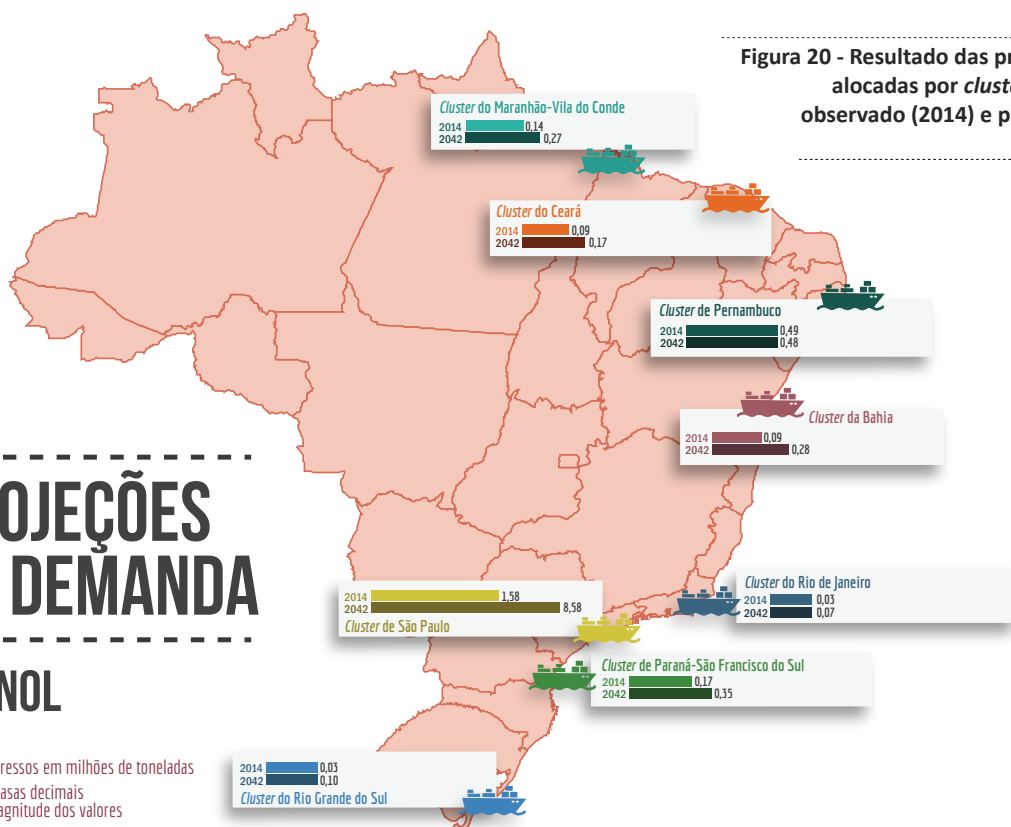 Figura 20 - Resultado das pr
alocadas por cluste
observado (2014) e p
Cluster do Maranhão-Vila do Conde
2014 0,14
2042 0,27
Cluster do Ceará
2014 0,09
2042 0,17
Cluster de Pernambuco
2014 0,49
2042 0,48
Cluster da Bahia
2014 0,09
2042 0,28
OJEÇÕES
DEMANDA
NOL
Cluster do Rio de Janeiro
2014 0,03
2042 0,07
2014 1,58
2042 8,58
Cluster de São Paulo
Cluster de Paraná-São Francisco do Sul
2014 0,17
2042 0,35
ressos em milhões de toneladas
asas decimais
agnitude dos valores
2014 0,03
2042 0,10
Cluster do Rio Grande do Sul